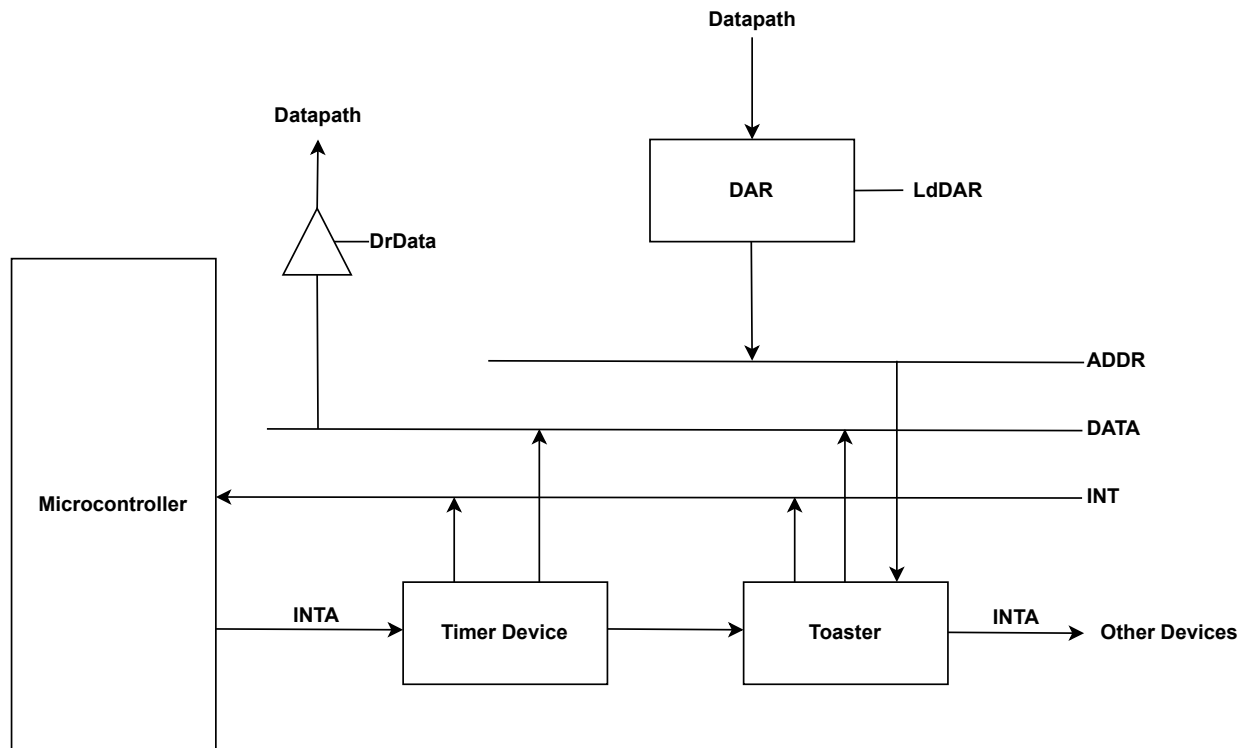 Datapath
Datapath
DAR
LdDAR
DrData
ADDR
DATA
Microcontroller
INT
INTA
Timer Device
Toaster
INTA
Other Devices